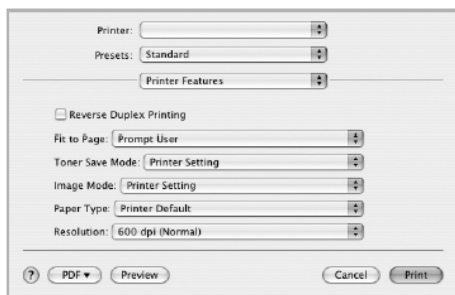 Printer:
Presets: Standard
Printer Features
Reverse Duplex Printing
Fit to Page: Prompt User
Toner Save Mode: Printer Setting
Image Mode: Printer Setting
Paper Type: Printer Default
Resolution: 600 dpi (Normal)
? PDF ▼ Preview Cancel Print